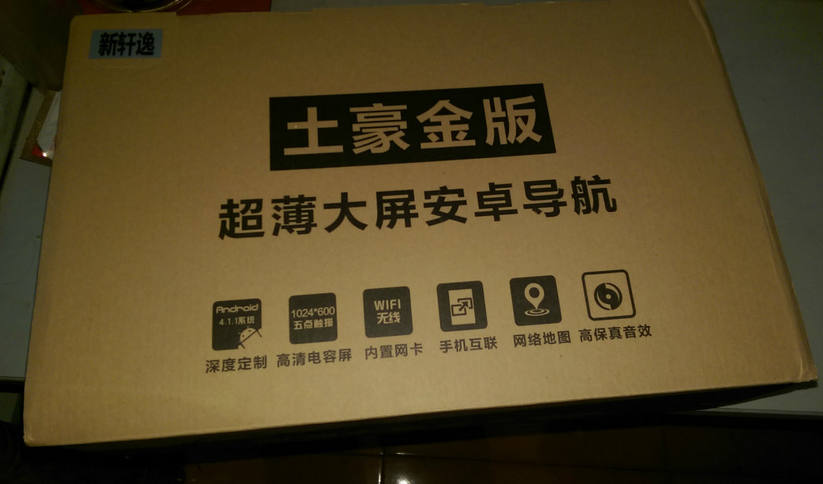 新轩逸
土豪金版
超薄大屏安卓导航
Android
4.1.1系统
1024*600
五点触摸
WIFI
无线
深度定制 高清电容屏 内置网卡 手机互联 网络地图 高保真音效